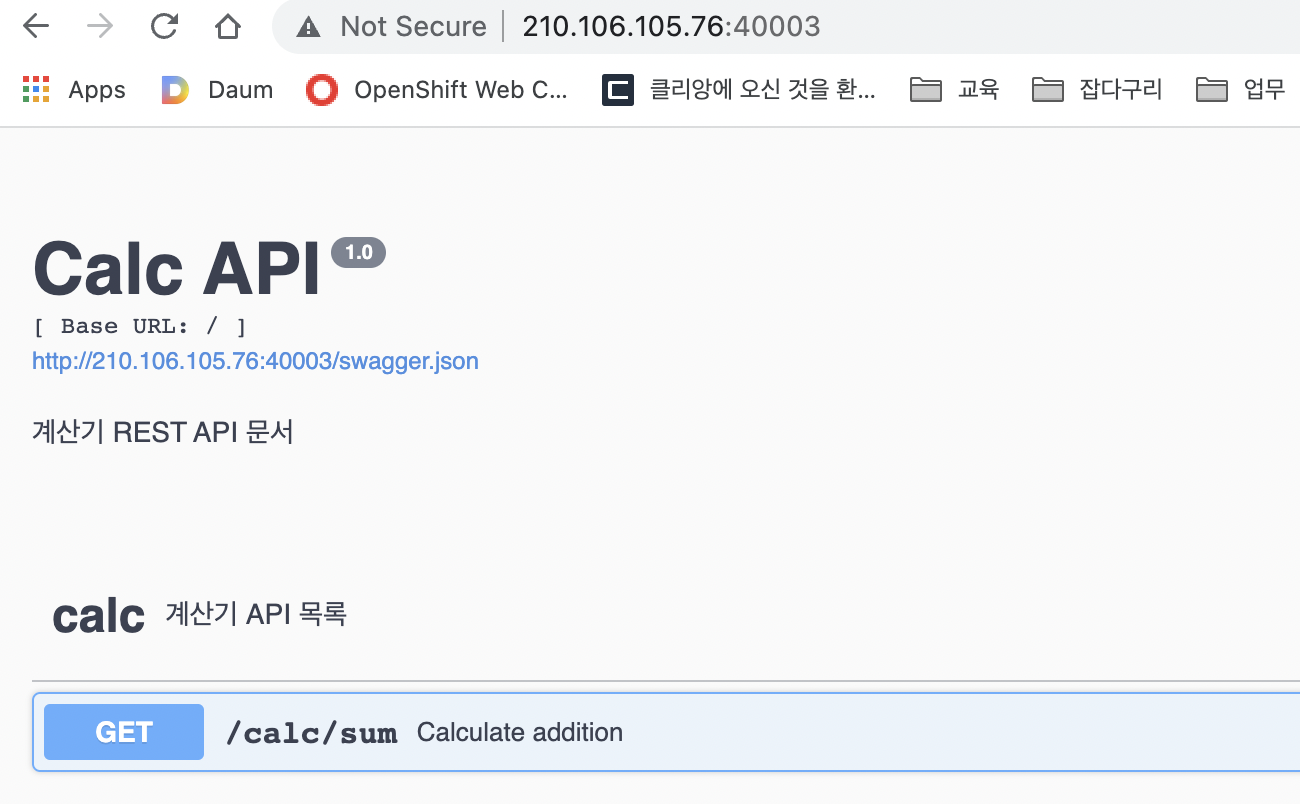 Not Secure 210.106.105.76:40003
Apps Daum OpenShift Web C... 클리앙에 오신 것을 환... 교육 잡다구리 업무
Calc API 1.0
[ Base URL: / ]
http://210.106.105.76:40003/swagger.json
계산기 REST API 문서
calc 계산기 API 목록
GET /calc/sum Calculate addition